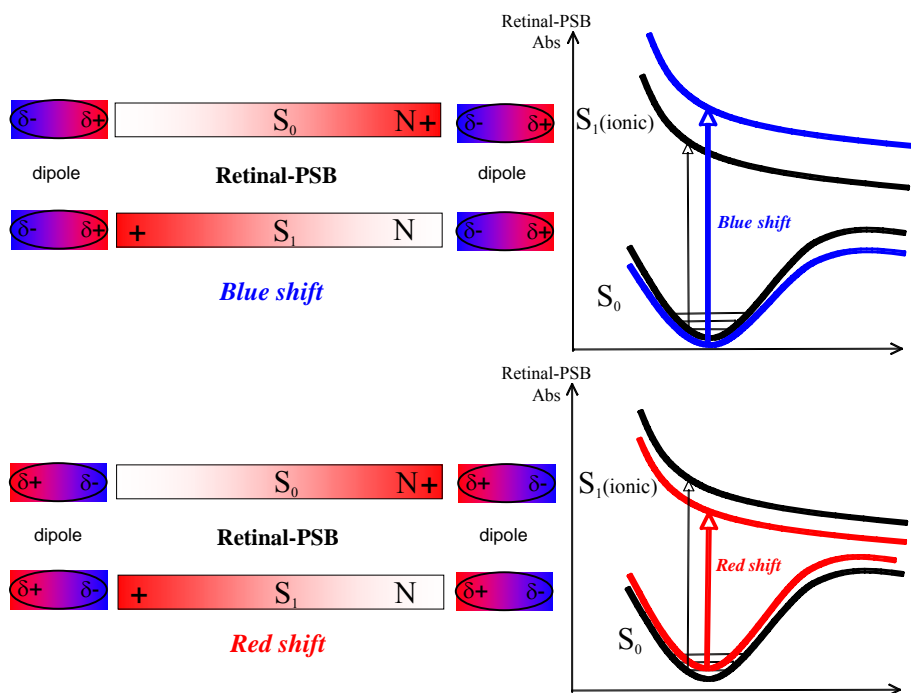 δ- δ+ S₀ N+ δ- δ+
dipole Retinal-PSB dipole
δ- δ+ + S₁ N δ- δ+
Blue shift
Retinal-PSB
Abs
S₁(ionic)
Blue shift
S₀
δ+ δ- S₀ N+ δ+ δ-
dipole Retinal-PSB dipole
δ+ δ- + S₁ N δ+ δ-
Red shift
Retinal-PSB
Abs
S₁(ionic)
Red shift
S₀